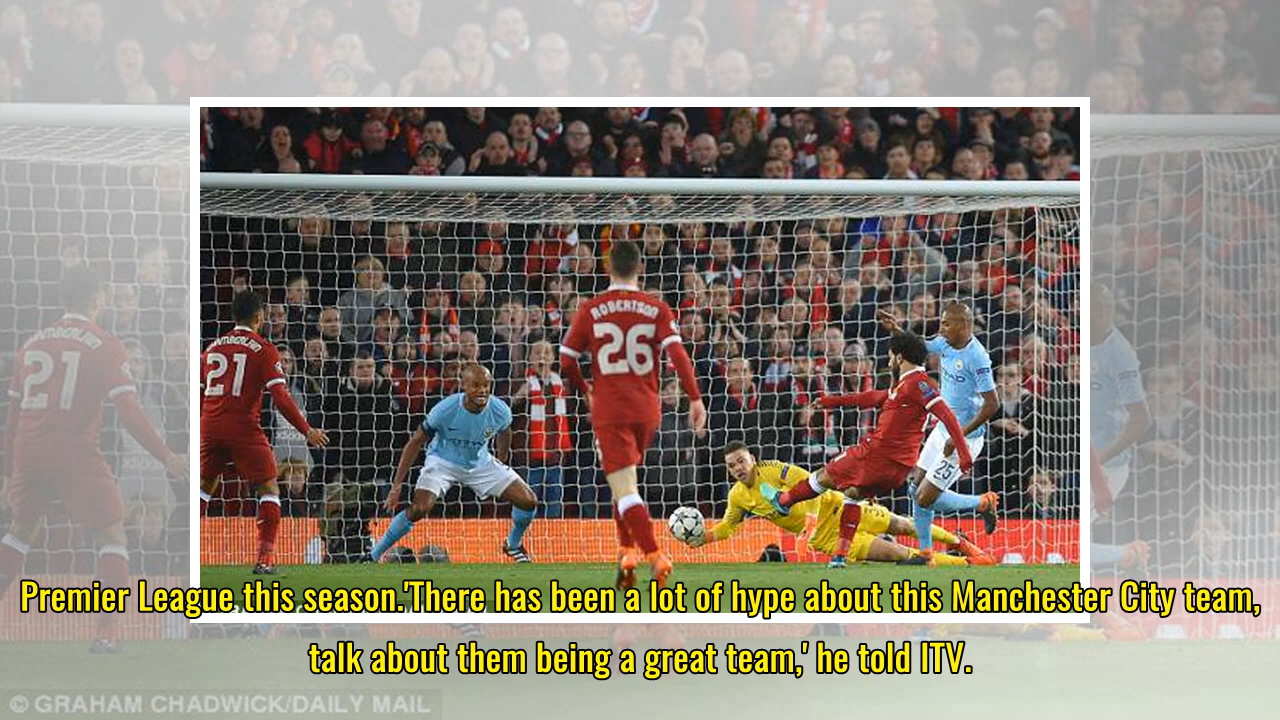 CHAMBERLAIN
21
ROBERTSON
26
25
Premier League this season.'There has been a lot of hype about this Manchester City team,
talk about them being a great team,' he told ITV.
© GRAHAM CHADWICK/DAILY MAIL